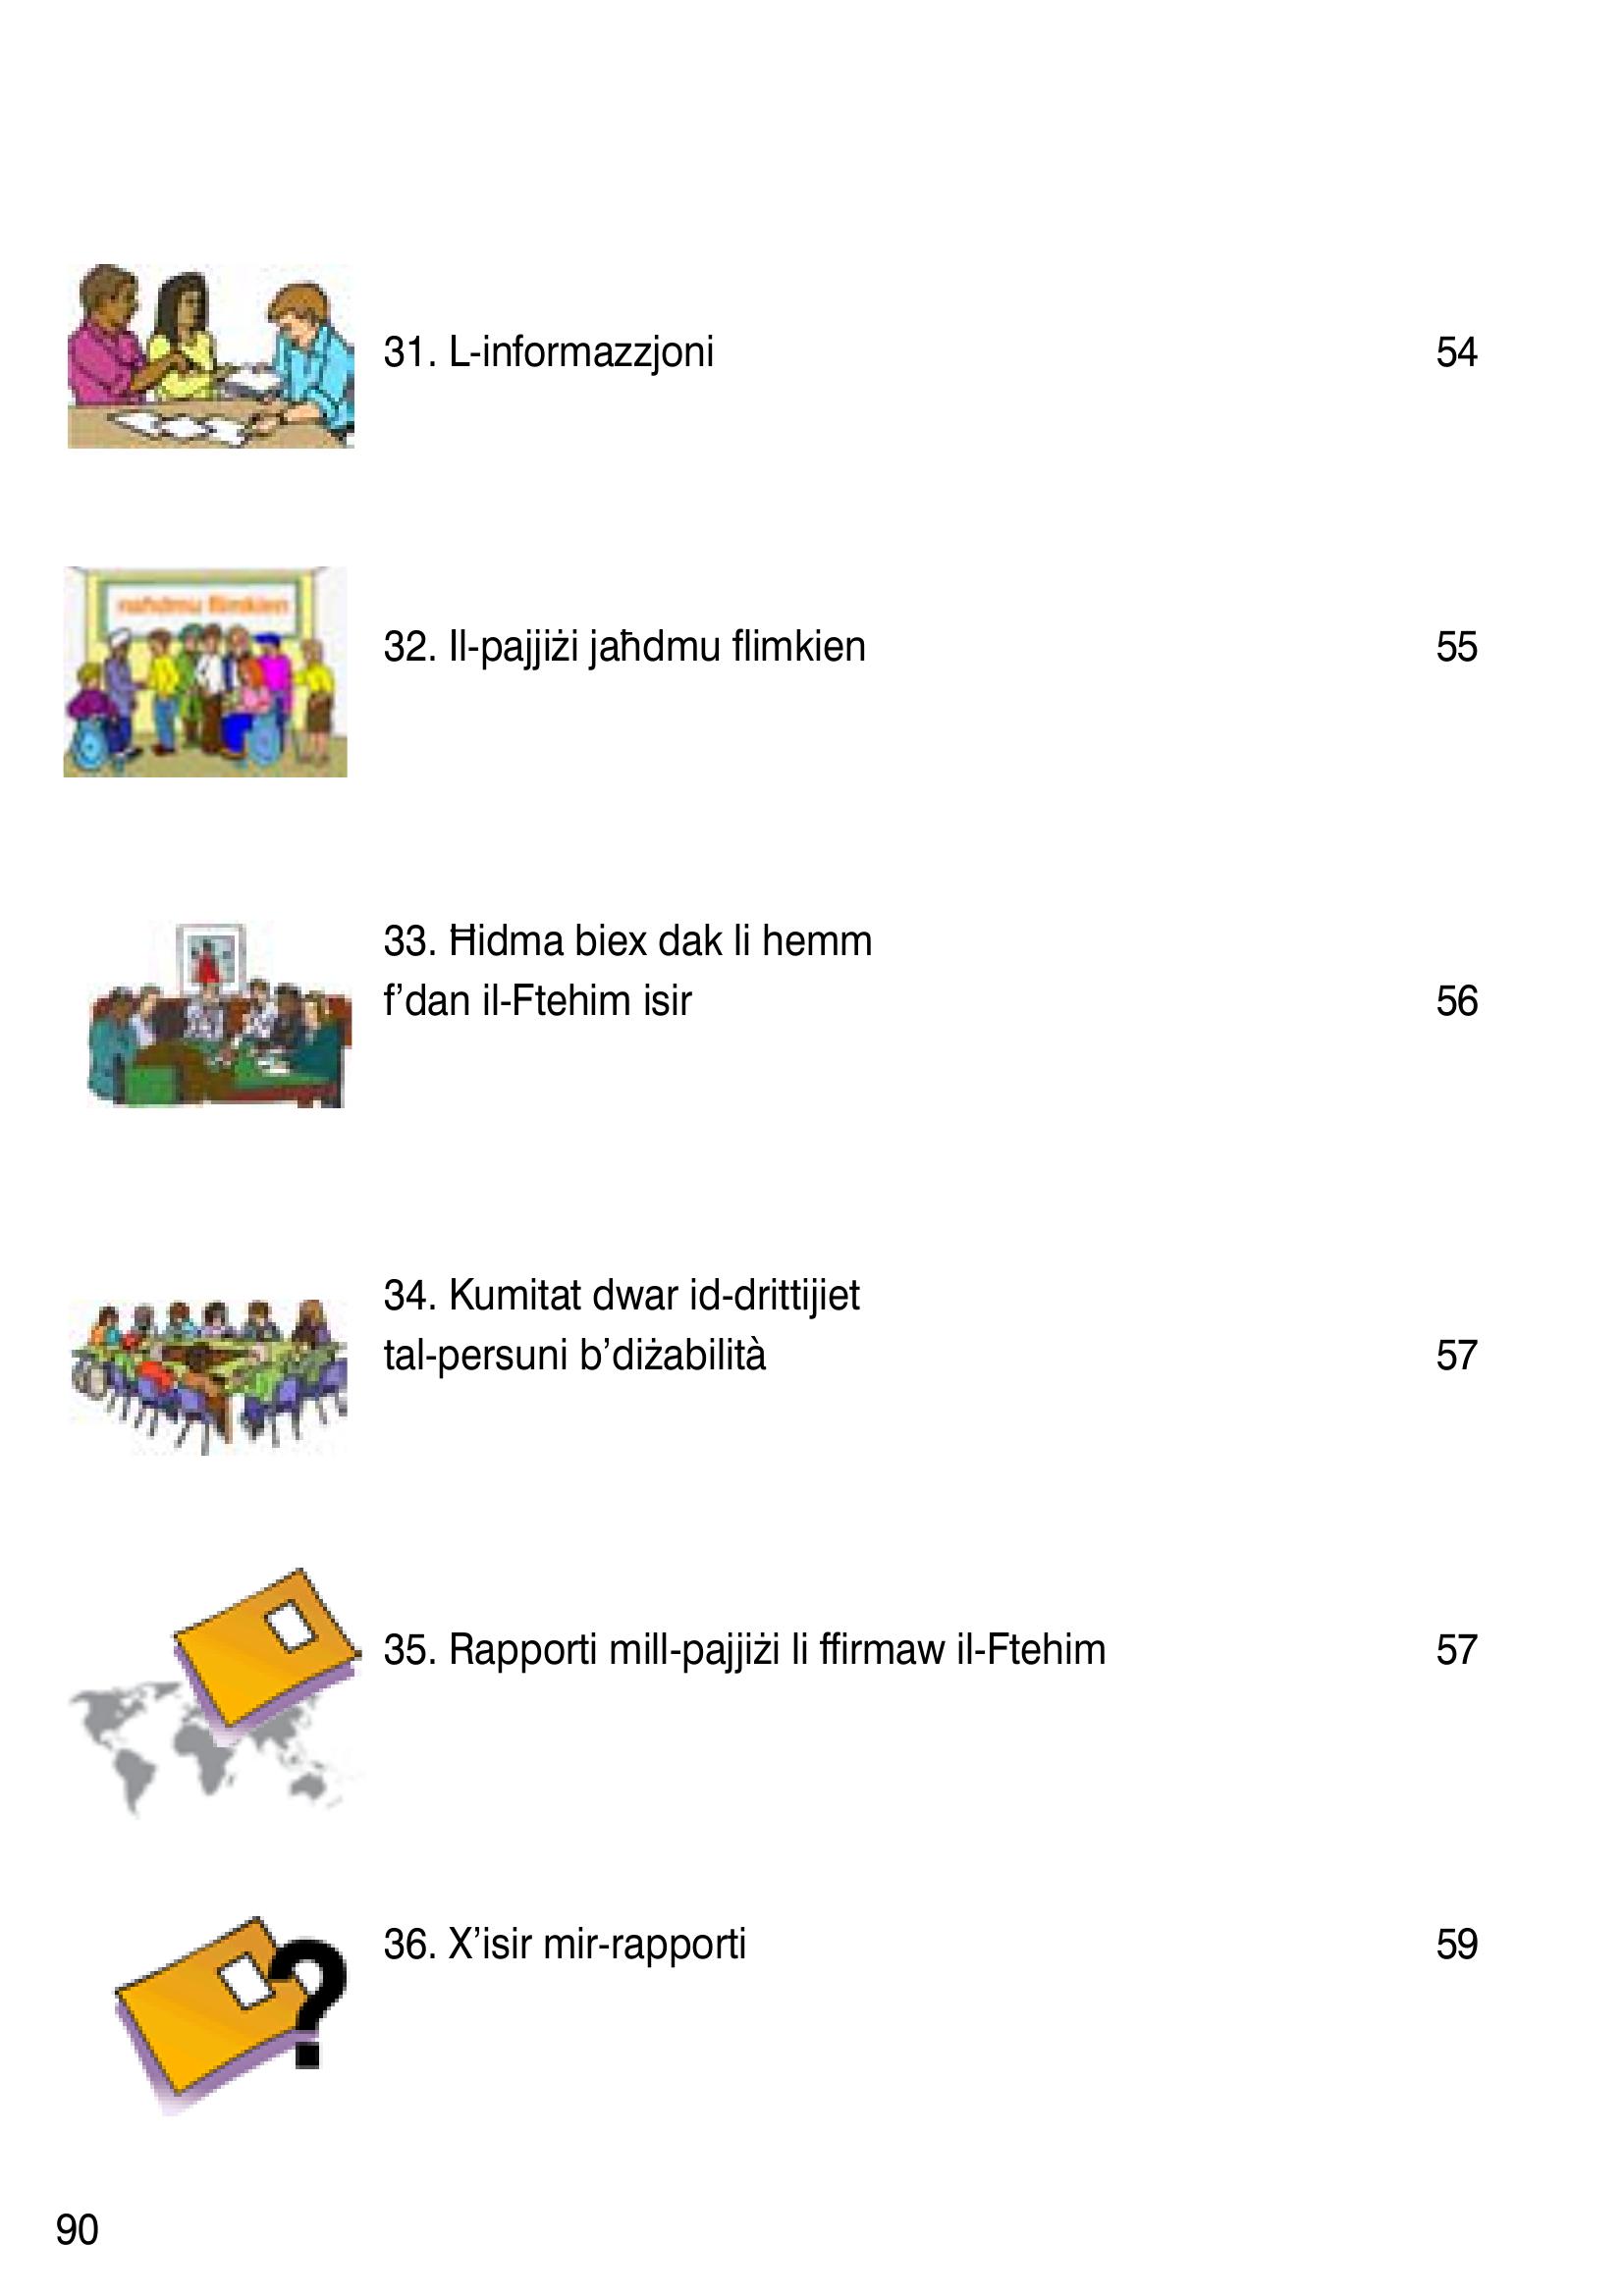 31. L-informazzjoni 54
naħdmu flimkien
32. Il-pajjiżi jaħdmu flimkien 55
33. Ħidma biex dak li hemm
f’dan il-Ftehim isir 56
34. Kumitat dwar id-drittijiet
tal-persuni b’diżabilità 57
35. Rapporti mill-pajjiżi li ffirmaw il-Ftehim 57
36. X’isir mir-rapporti 59
?
90